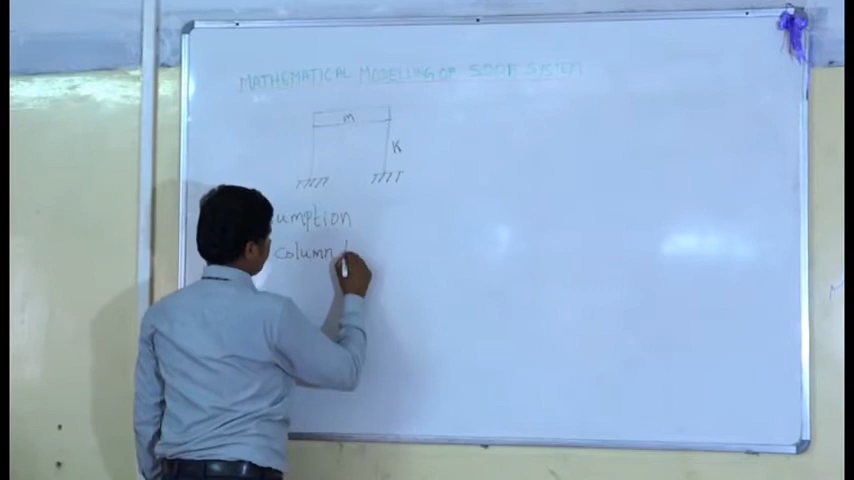 MATHEMATICAL MODELLING OF SDOF SYSTEM
m
K
umption
column